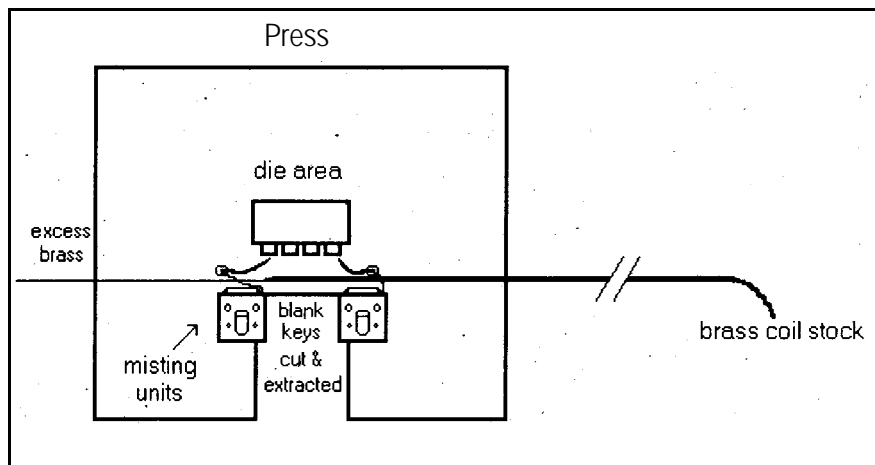 Press
die area
excess
brass
blank
keys
cut &
extracted
misting
units
brass coil stock